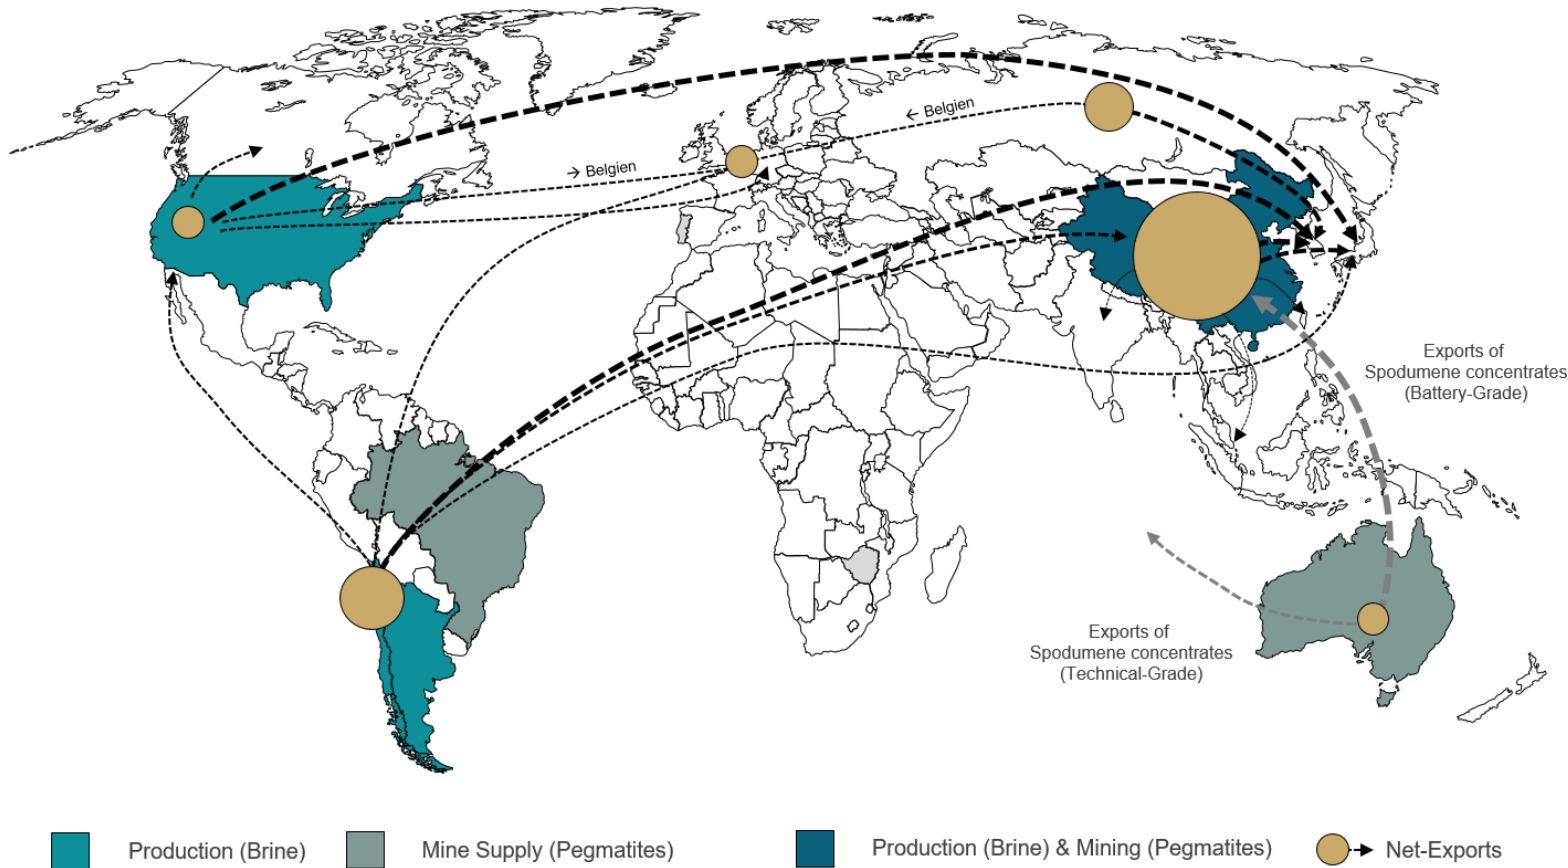 ← Belgien
→ Belgien
Exports of
Spodumene concentrates
(Battery-Grade)
Exports of
Spodumene concentrates
(Technical-Grade)
Production (Brine)
Mine Supply (Pegmatites)
Production (Brine) & Mining (Pegmatites)
Net-Exports